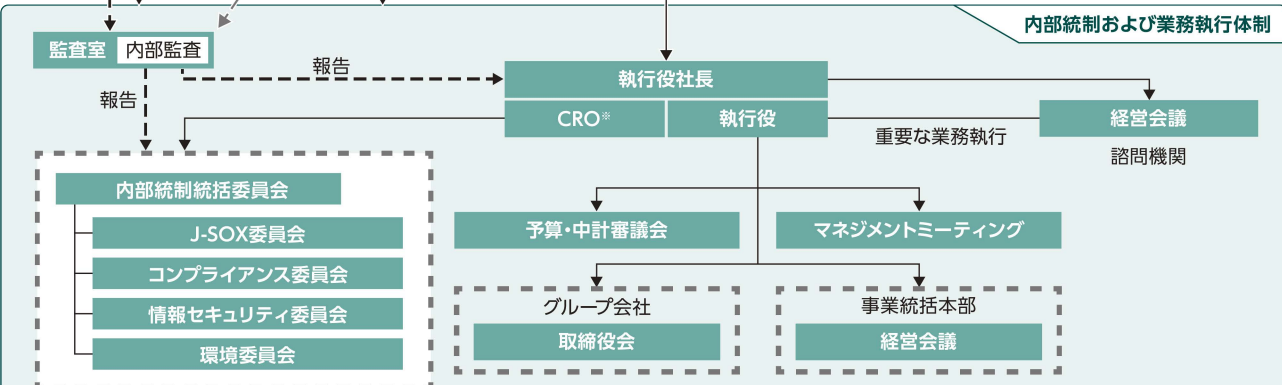 内部統制および業務執行体制
監査室 内部監査
報告
報告
執行役社長
CRO※ 執行役
重要な業務執行
経営会議
諮問機関
内部統制統括委員会
J-SOX委員会
コンプライアンス委員会
情報セキュリティ委員会
環境委員会
予算・中計審議会
マネジメントミーティング
グループ会社
取締役会
事業統括本部
経営会議